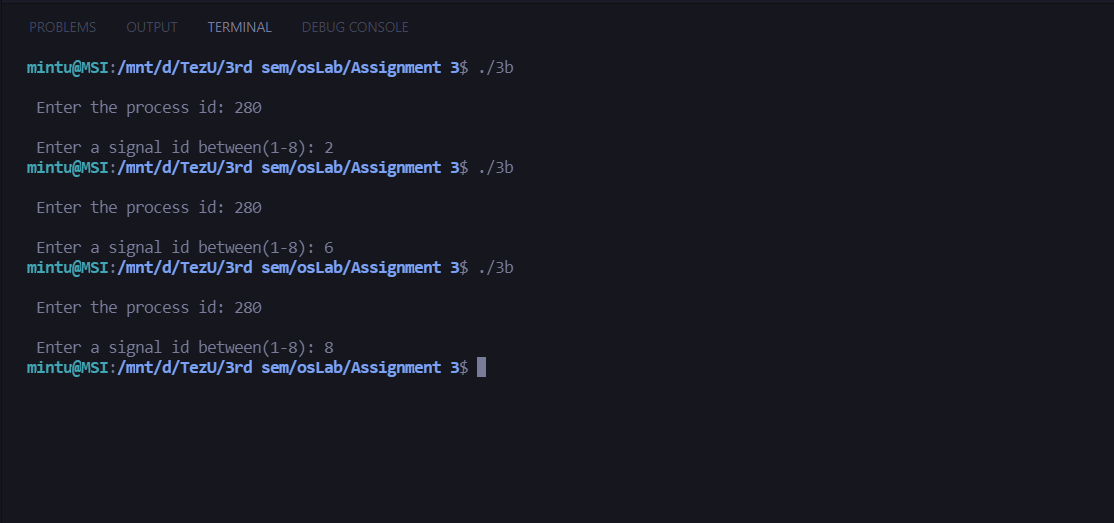 PROBLEMS OUTPUT TERMINAL DEBUG CONSOLE
mintu@MSI:/mnt/d/TezU/3rd sem/osLab/Assignment 3$ ./3b
Enter the process id: 280
Enter a signal id between(1-8): 2
mintu@MSI:/mnt/d/TezU/3rd sem/osLab/Assignment 3$ ./3b
Enter the process id: 280
Enter a signal id between(1-8): 6
mintu@MSI:/mnt/d/TezU/3rd sem/osLab/Assignment 3$ ./3b
Enter the process id: 280
Enter a signal id between(1-8): 8
mintu@MSI:/mnt/d/TezU/3rd sem/osLab/Assignment 3$